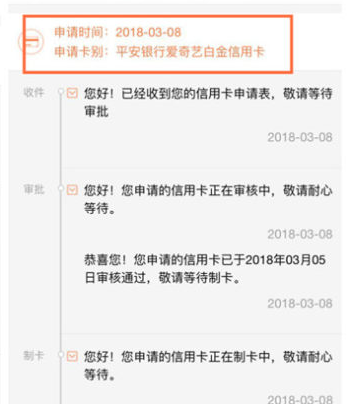 申请时间：2018-03-08
申请卡别：平安银行爱奇艺白金信用卡
收件
您好！已经收到您的信用卡申请表，敬请等待
审批
2018-03-08
审批
您好！您申请的信用卡正在审核中，敬请耐心
等待。
2018-03-08
恭喜您！您申请的信用卡已于2018年03月05
日审核通过，敬请等待制卡。
2018-03-08
制卡
您好！您申请的信用卡正在制卡中，敬请耐心
等待。
2018-03-08